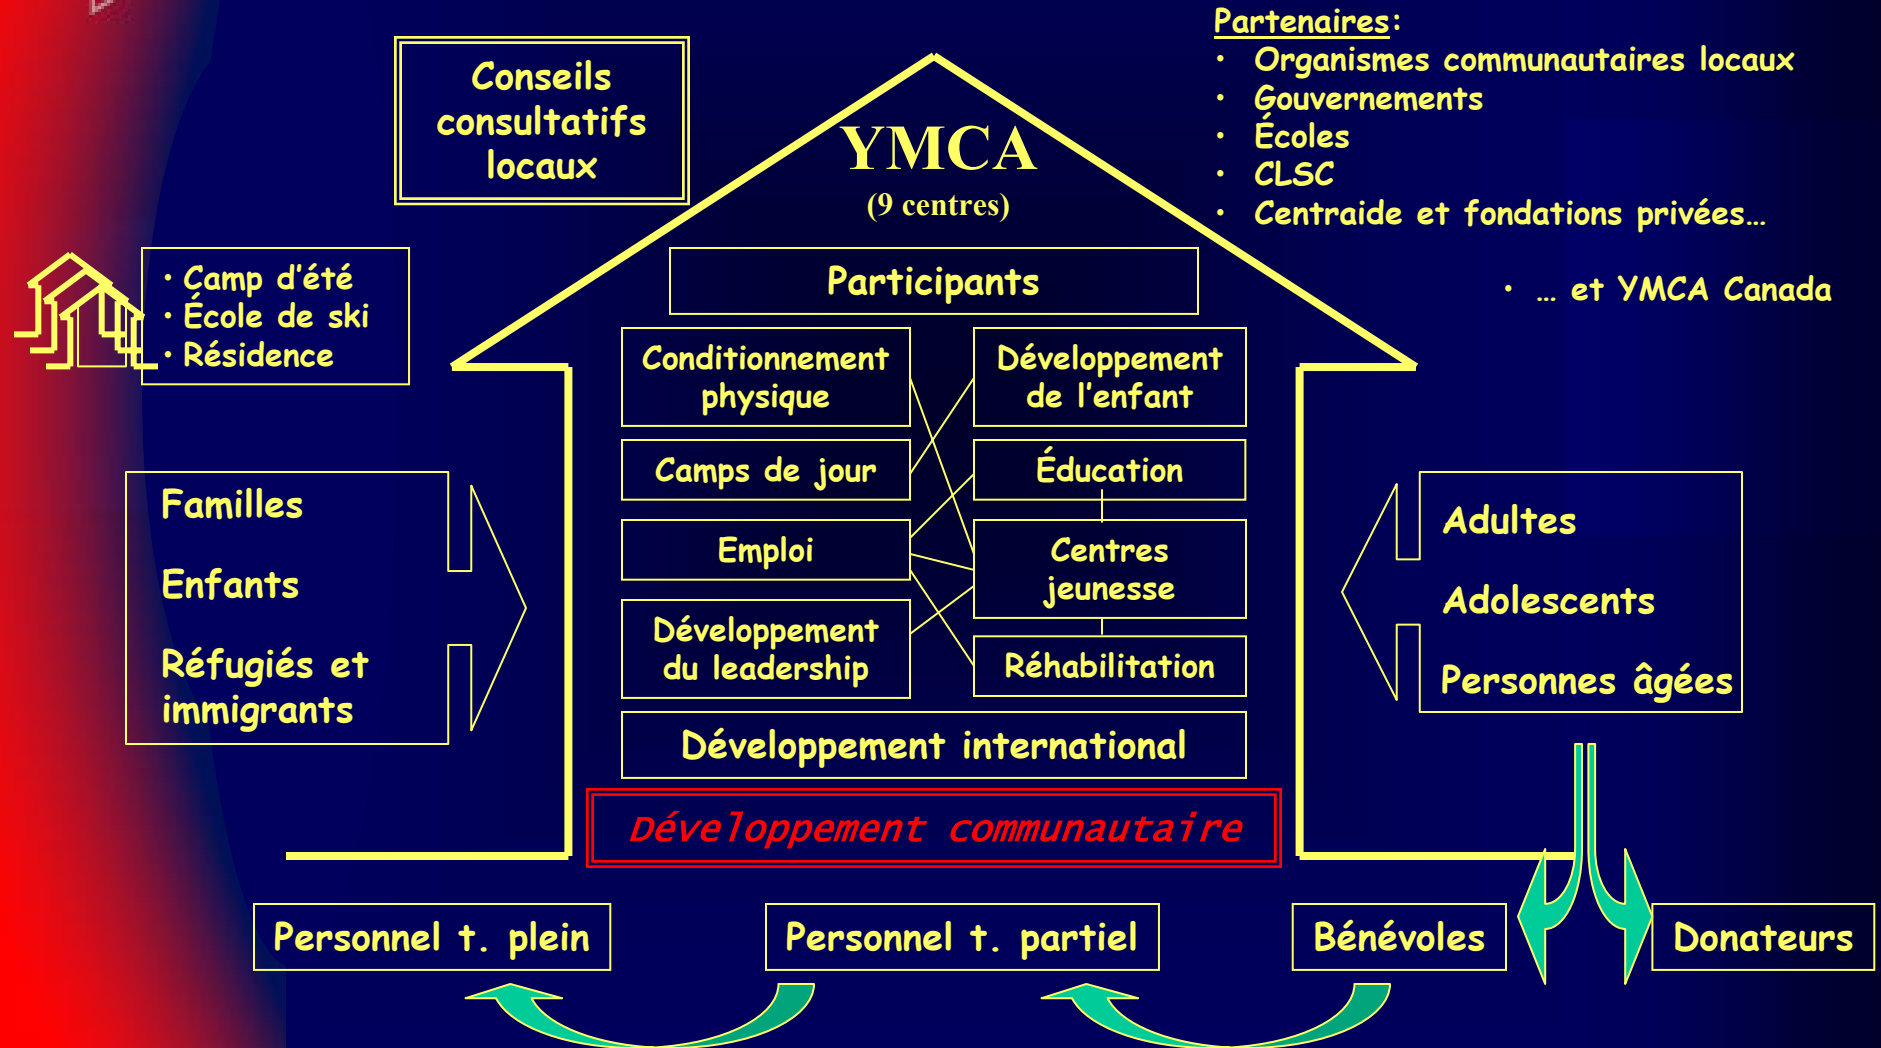 Conseils
consultatifs
locaux
YMCA
(9 centres)
Partenaires:
• Organismes communautaires locaux
• Gouvernements
• Écoles
• CLSC
• Centraide et fondations privées…
• … et YMCA Canada
• Camp d'été
• École de ski
• Résidence
Participants
Conditionnement
physique
Développement
de l'enfant
Camps de jour
Éducation
Emploi
Centres
jeunesse
Développement
du leadership
Réhabilitation
Développement international
Développement communautaire
Familles
Enfants
Réfugiés et
immigrants
Adultes
Adolescents
Personnes âgées
Personnel t. plein
Personnel t. partiel
Bénévoles
Donateurs